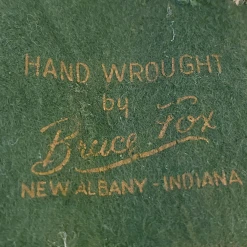 HAND WROUGHT
by
Bruce Fox
NEW ALBANY - INDIANA